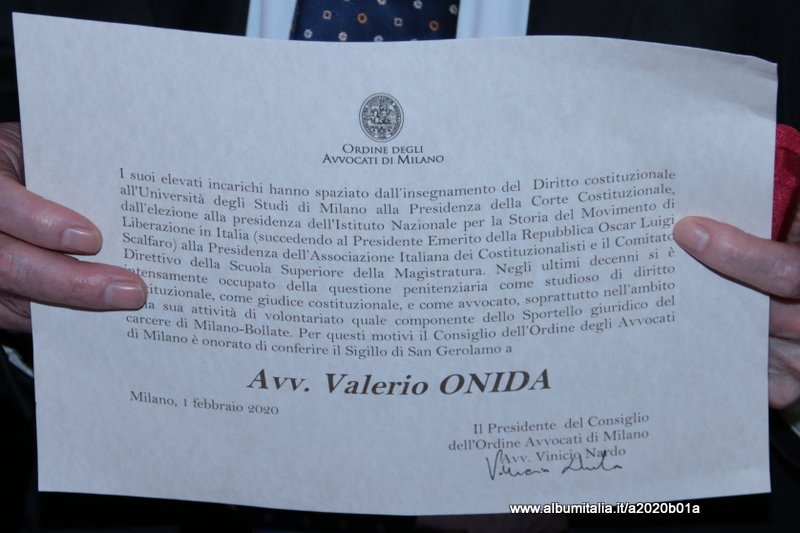 ORDINE DEGLI
AVVOCATI DI MILANO
I suoi elevati incarichi hanno spaziato dall'insegnamento del Diritto costituzionale
all'Università degli Studi di Milano alla Presidenza della Corte Costituzionale,
dall'elezione alla presidenza dell'Istituto Nazionale per la Storia del Movimento di
Liberazione in Italia (succedendo al Presidente Emerito della Repubblica Oscar Luigi
Scalfaro) alla Presidenza dell'Associazione Italiana dei Costituzionalisti e il Comitato
Direttivo della Scuola Superiore della Magistratura. Negli ultimi decenni si è
intensamente occupato della questione penitenziaria come studioso di diritto
stituzionale, come giudice costituzionale, e come avvocato, soprattutto nell'ambito
la sua attività di volontariato quale componente dello Sportello giuridico del
carcere di Milano-Bollate. Per questi motivi il Consiglio dell'Ordine degli Avvocati
di Milano è onorato di conferire il Sigillo di San Gerolamo a
Avv. Valerio ONIDA
Milano, 1 febbraio 2020
Il Presidente del Consiglio
dell'Ordine Avvocati di Milano
Avv. Vinicio Nardo
www.albumitalia.it/a2020b01a